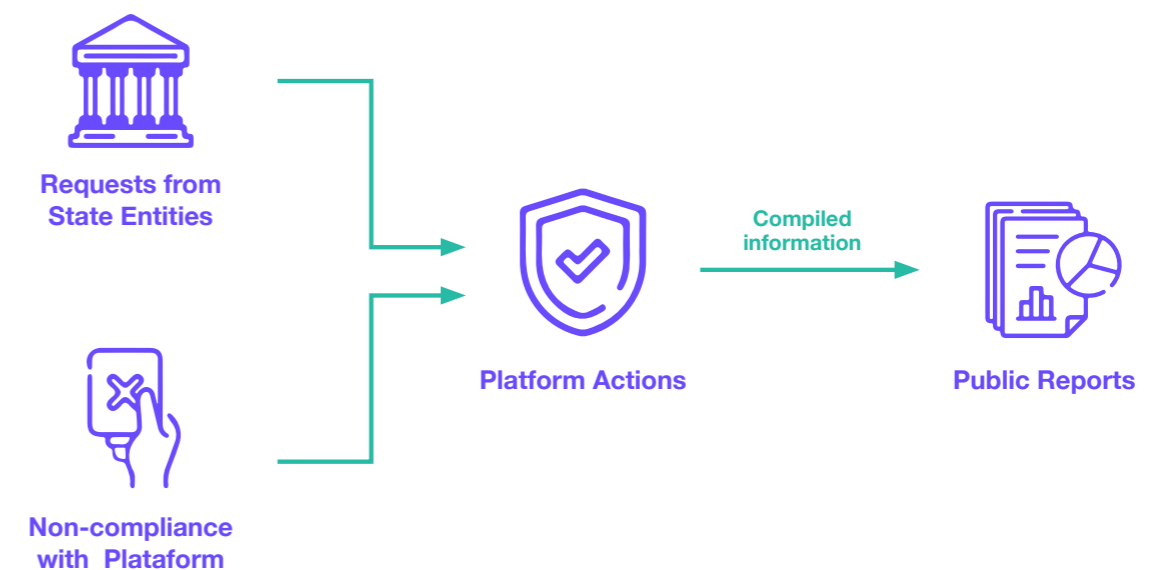 Requests from
State Entities
Compiled
information
Platform Actions
Public Reports
Non-compliance
with Plataform